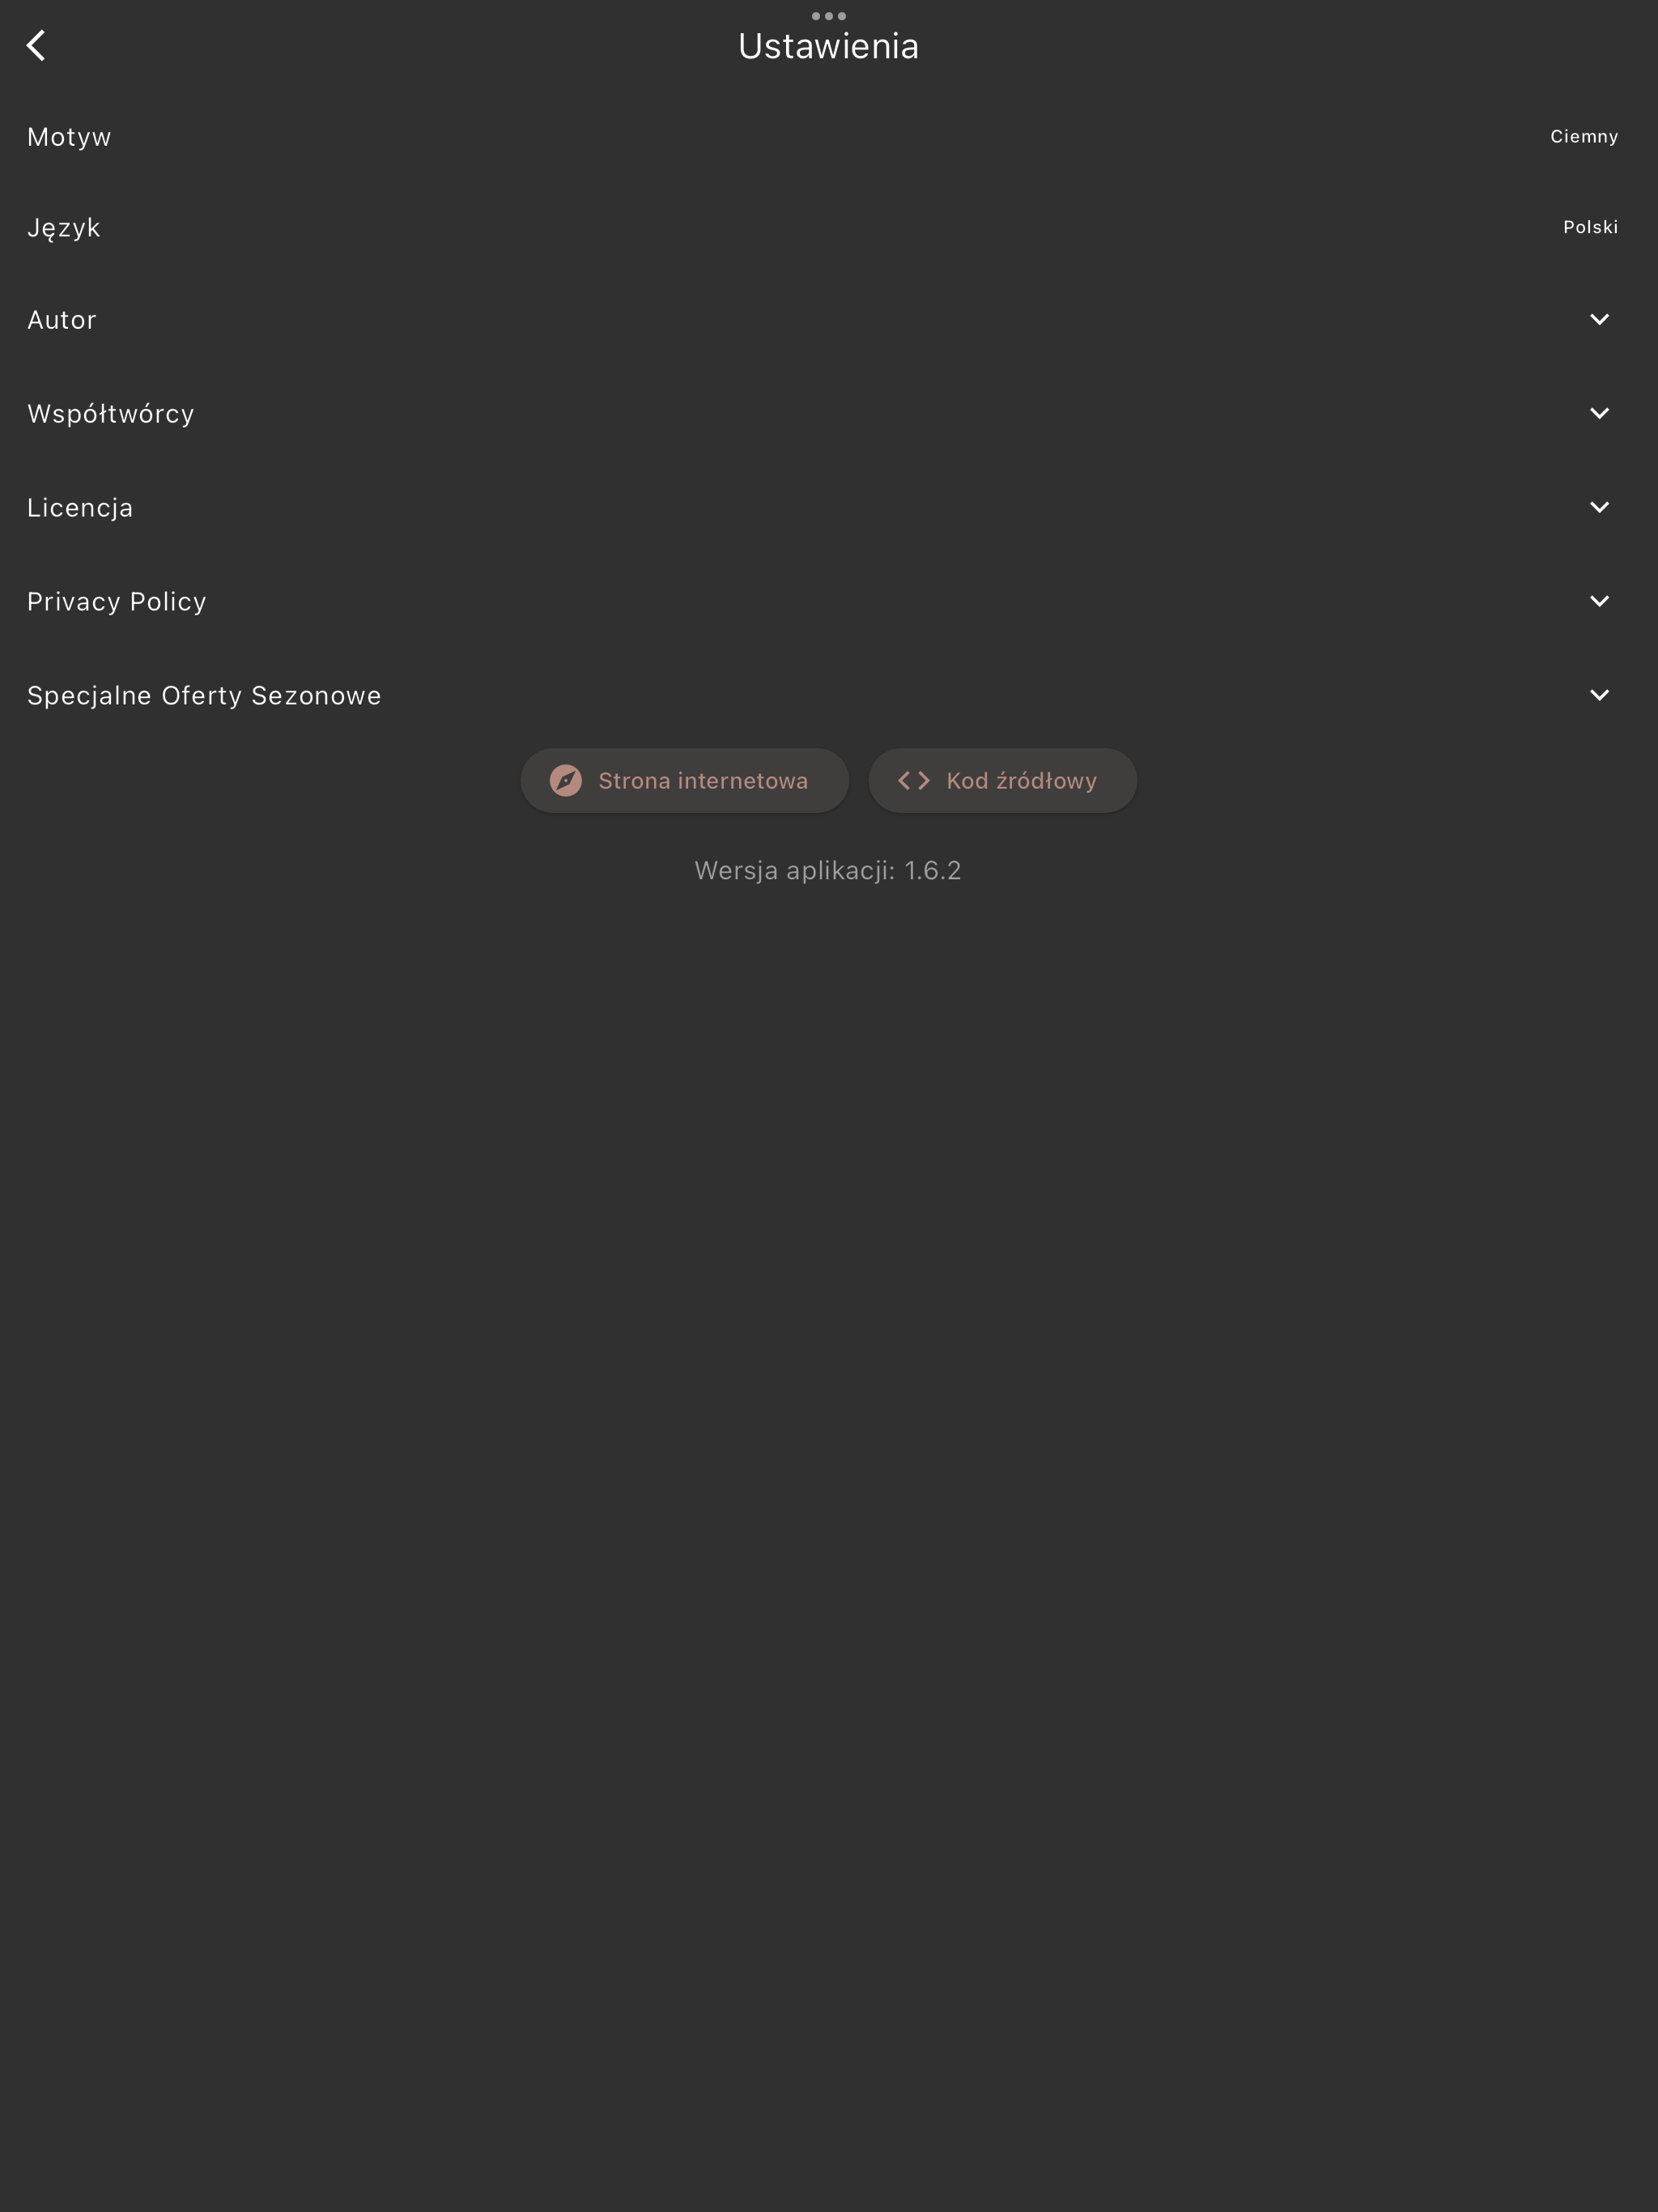 Ustawienia
Motyw
Ciemny
Język
Polski
Autor
Współtwórcy
Licencja
Privacy Policy
Specjalne Oferty Sezonowe
Strona internetowa
Kod źródłowy
Wersja aplikacji: 1.6.2